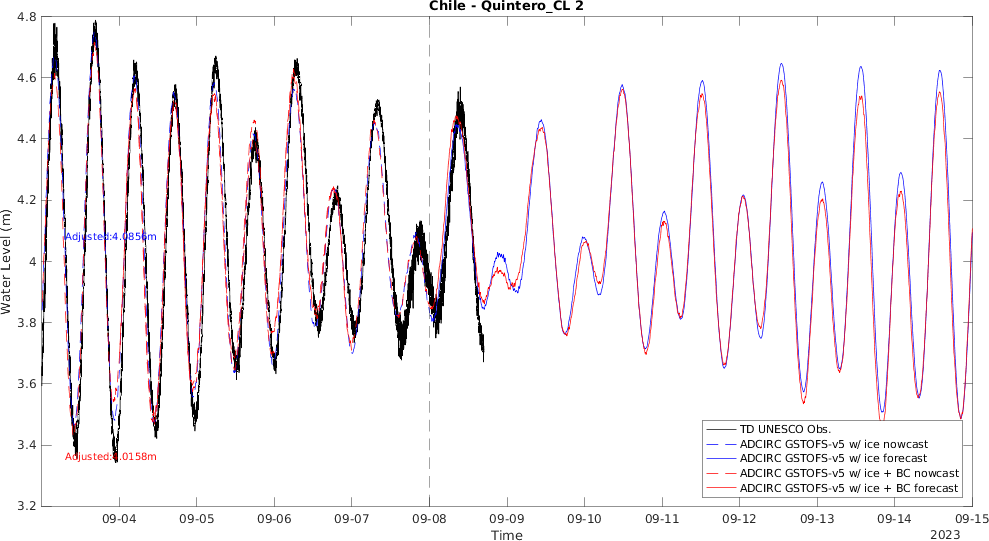 Chile - Quintero_CL 2
4.8
4.6
4.4
4.2
4
3.8
3.6
3.4
3.2
Water Level (m)
Adjusted:4.0856m
Adjusted:4.0158m
TD UNESCO Obs.
ADCIRC GSTOFS-v5 w/ ice nowcast
ADCIRC GSTOFS-v5 w/ ice forecast
ADCIRC GSTOFS-v5 w/ ice + BC nowcast
ADCIRC GSTOFS-v5 w/ ice + BC forecast
09-04 09-05 09-06 09-07 09-08 09-09 09-10 09-11 09-12 09-13 09-14 09-15
Time
2023